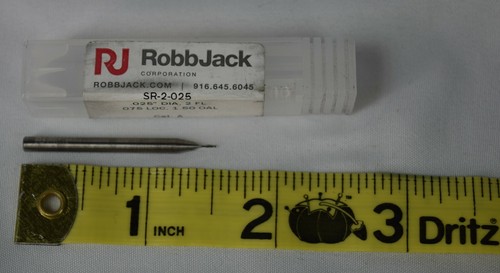 RJ RobbJack
CORPORATION
ROBBJACK.COM | 916.645.6045
SR-2-025
.025" DIA. 2 FL
.075 LOC. 1.50 OAL
1 INCH 2 3 Dritz